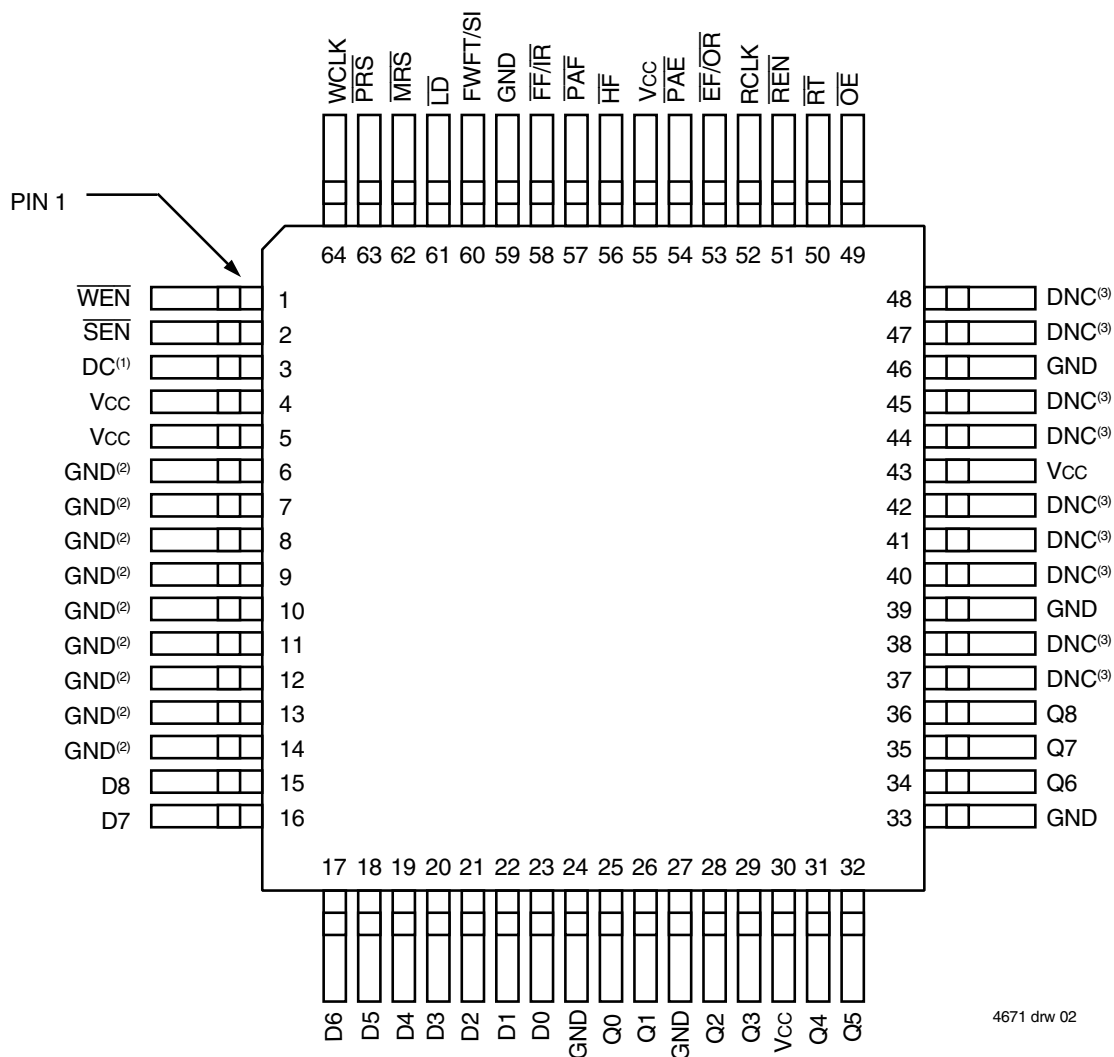 WCLK
PRS
MRS
LD
FWFT/SI
GND
FF/IR
PAF
HF
VCC
PAE
EF/OR
RCLK
REN
RT
OE
PIN 1
64 63 62 61 60 59 58 57 56 55 54 53 52 51 50 49
WEN 1 48 DNC(3)
SEN 2 47 DNC(3)
DC(1) 3 46 GND
VCC 4 45 DNC(3)
VCC 5 44 DNC(3)
GND(2) 6 43 VCC
GND(2) 7 42 DNC(3)
GND(2) 8 41 DNC(3)
GND(2) 9 40 DNC(3)
GND(2) 10 39 GND
GND(2) 11 38 DNC(3)
GND(2) 12 37 DNC(3)
GND(2) 13 36 Q8
GND(2) 14 35 Q7
D8 15 34 Q6
D7 16 33 GND
17 18 19 20 21 22 23 24 25 26 27 28 29 30 31 32
D6
D5
D4
D3
D2
D1
D0
GND
Q0
Q1
GND
Q2
Q3
VCC
Q4
Q5
4671 drw 02